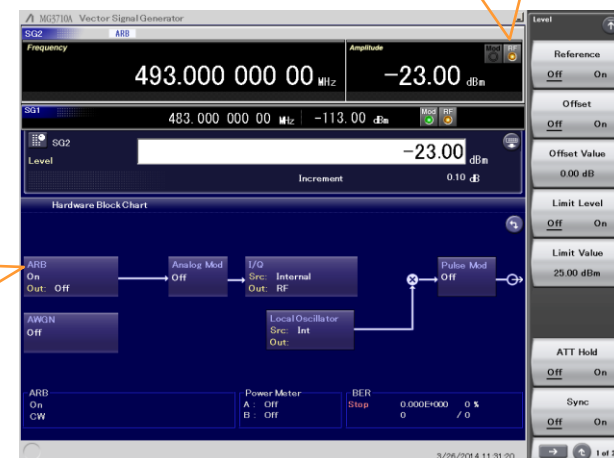 MG3710A Vector Signal Generator
SG2 ARB
Frequency
Amplitude
Mod RF
493.000 000 00 MHz
-23.00 dBm
SG1
483. 000 000 00 MHz -113. 00 dBm
Mod RF
SG2
Level
-23.00 dBm
Increment 0.10 dB
Hardware Block Chart
ARB
On
Out: Off
Analog Mod
Off
I/Q
Src: Internal
Out: RF
Pulse Mod
Off
AWGN
Off
Local Oscillator
Src: Int
Out:
ARB
On
CW
Power Meter
A : Off
B : Off
BER
Stop 0.000E+000 0 %
0 / 0
3/26/2014 11:31:20
Level
Reference
Off On
Offset
Off On
Offset Value
0.00 dB
Limit Level
Off On
Limit Value
25.00 dBm
ATT Hold
Off On
Sync
Off On
1 of